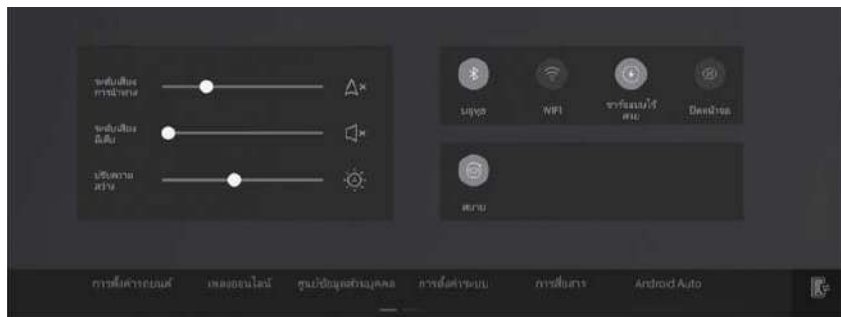 ระดับเสียง
การนำทาง
ระดับเสียง
มีเดีย
ปรับความ
สว่าง
บลูทูธ
WIFI
ชาร์จแบบไร้
สาย
ปิดหน้าจอ
สบาย
การตั้งค่ารถยนต์
เพลงออนไลน์
ศูนย์ข้อมูลส่วนบุคคล
การตั้งค่าระบบ
การสื่อสาร
Android Auto